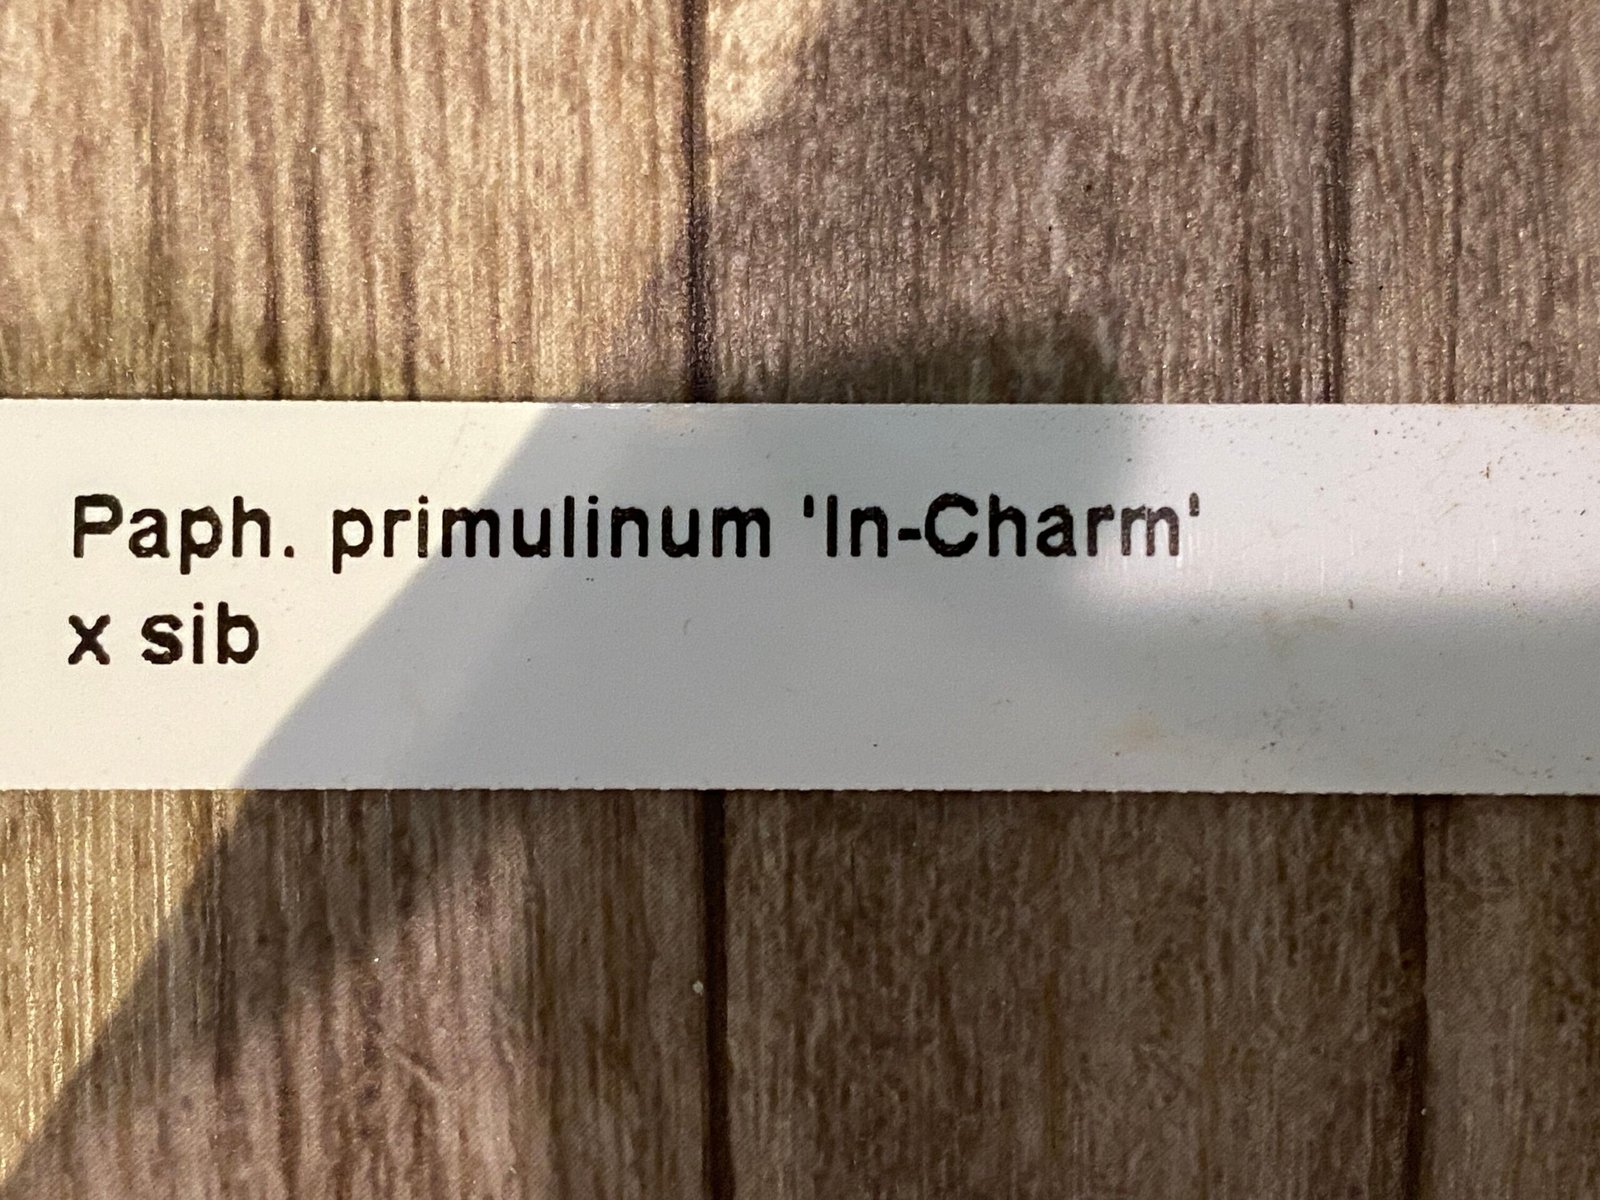 Paph. primulinum 'In-Charm'
x sib